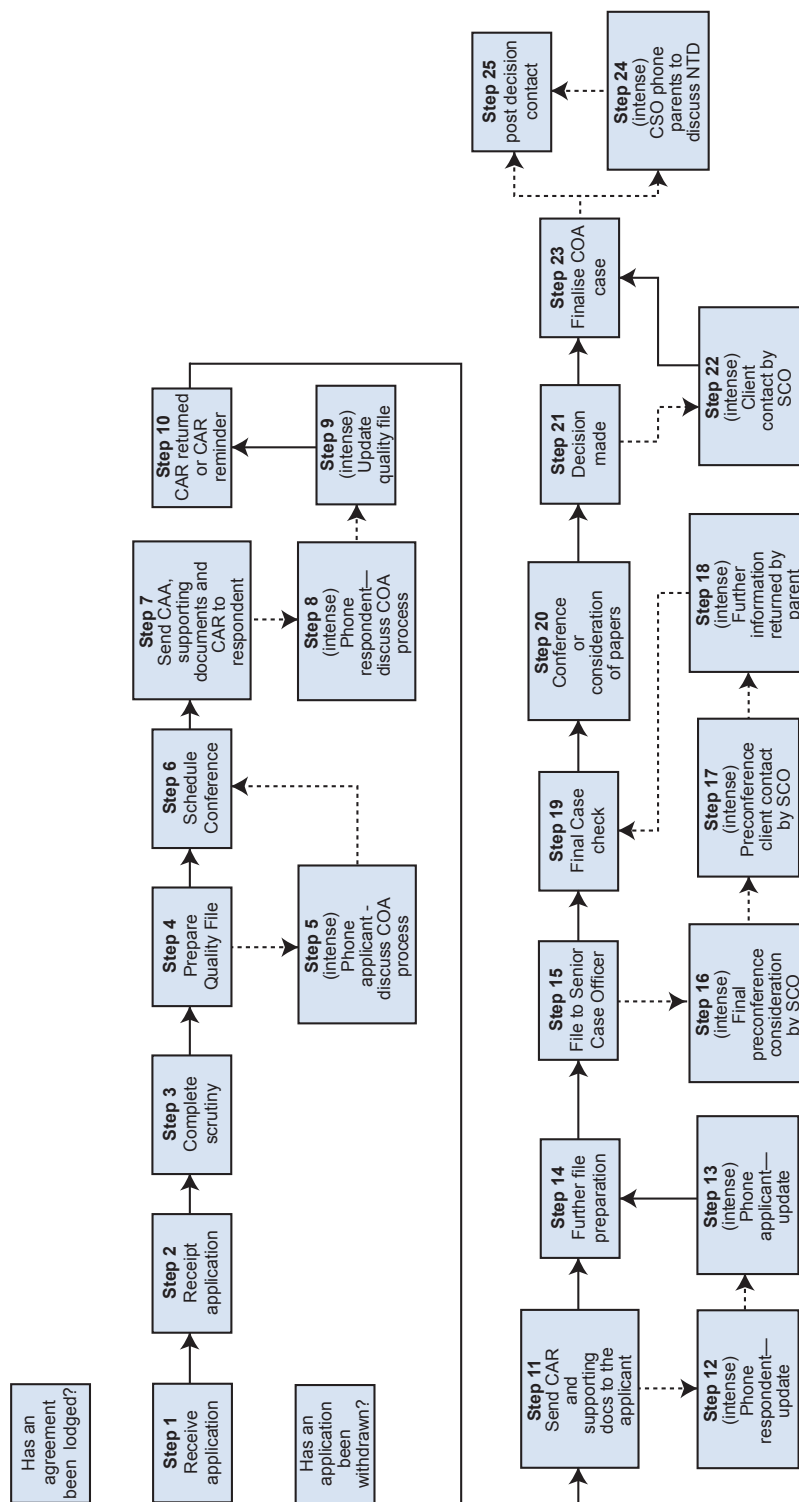 Has an
agreement
been lodged?
Step 1
Receive
application
Has an
application
been
withdrawn?
Step 2
Receipt
application
Step 3
Complete
scrutiny
Step 4
Prepare
Quality File
Step 5
(intense)
Phone
applicant -
discuss COA
process
Step 6
Schedule
Conference
Step 7
Send CAA,
supporting
documents and
CAR to
respondent
Step 8
(intense)
Phone
respondent—
discuss COA
process
Step 9
(intense)
Update
quality file
Step 10
CAR returned
or CAR
reminder
Step 11
Send CAR
and
supporting
docs to the
applicant
Step 12
(intense)
Phone
respondent—
update
Step 13
(intense)
Phone
applicant—
update
Step 14
Further file
preparation
Step 15
File to Senior
Case Officer
Step 16
(intense)
Final
preconference
consideration
by SCO
Step 17
(intense)
Preconference
client contact
by SCO
Step 18
(intense)
Further
information
returned by
parent
Step 19
Final Case
check
Step 20
Conference
or
consideration
of papers
Step 21
Decision
made
Step 22
(intense)
Client
contact by
SCO
Step 23
Finalise COA
case
Step 24
(intense)
CSO phone
parents to
discuss NTD
Step 25
post decision
contact